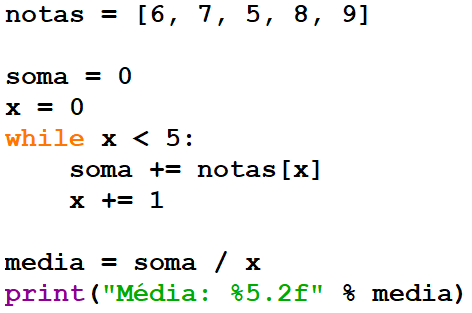 notas = [6, 7, 5, 8, 9]
soma = 0
x = 0
while x < 5:
    soma += notas[x]
    x += 1
media = soma / x
print("Média: %5.2f" % media)